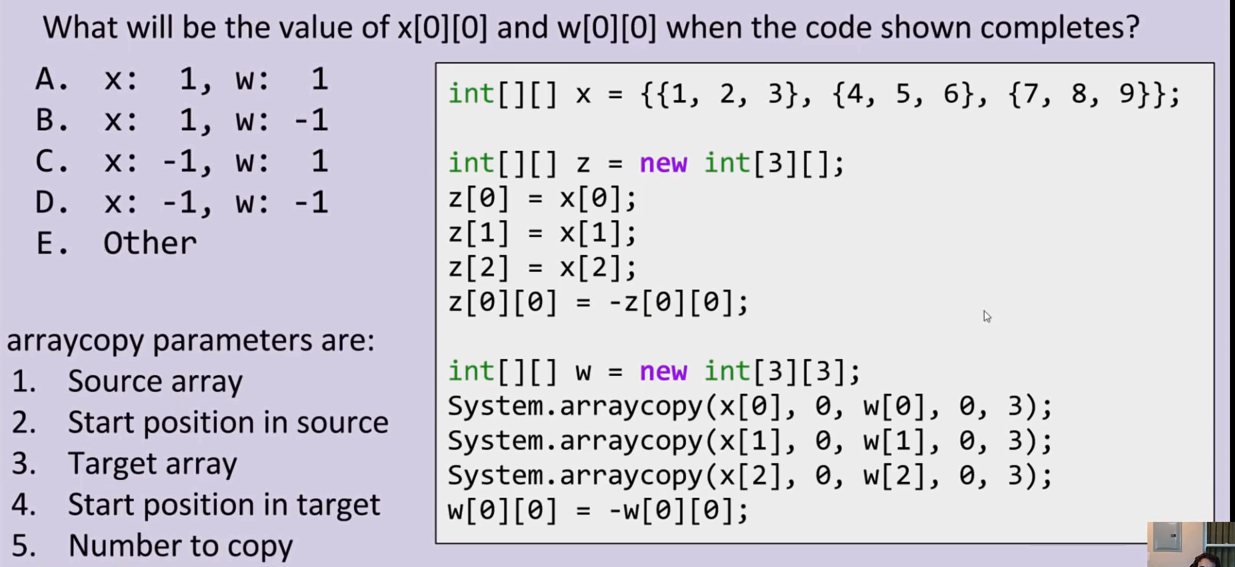 What will be the value of x[0][0] and w[0][0] when the code shown completes?
A. x: 1, w: 1
B. x: 1, w: -1
C. x: -1, w: 1
D. x: -1, w: -1
E. Other
arraycopy parameters are:
1. Source array
2. Start position in source
3. Target array
4. Start position in target
5. Number to copy
int[][] x = {{1, 2, 3}, {4, 5, 6}, {7, 8, 9}};
int[][] z = new int[3][];
z[0] = x[0];
z[1] = x[1];
z[2] = x[2];
z[0][0] = -z[0][0];
int[][] w = new int[3][3];
System.arraycopy(x[0], 0, w[0], 0, 3);
System.arraycopy(x[1], 0, w[1], 0, 3);
System.arraycopy(x[2], 0, w[2], 0, 3);
w[0][0] = -w[0][0];